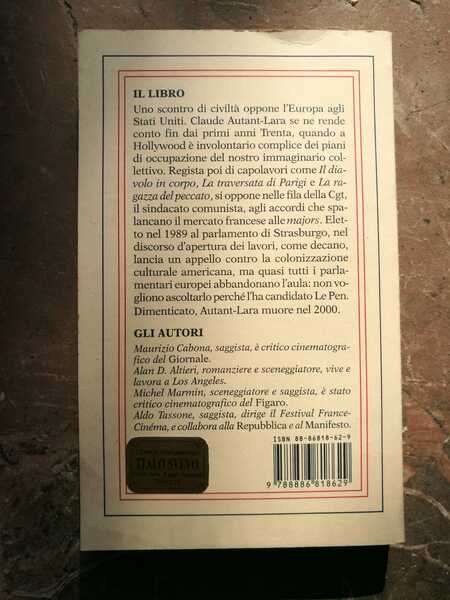 IL LIBRO
Uno scontro di civiltà oppone l'Europa agli
Stati Uniti. Claude Autant-Lara se ne rende
conto fin dai primi anni Trenta, quando a
Hollywood è involontario complice dei piani
di occupazione del nostro immaginario col-
lettivo. Regista poi di capolavori come Il dia-
volo in corpo, La traversata di Parigi e La ra-
gazza del peccato, si oppone nelle fila della Cgt,
il sindacato comunista, agli accordi che spa-
lancano il mercato francese alle majors. Elet-
to nel 1989 al parlamento di Strasburgo, nel
discorso d'apertura dei lavori, come decano,
lancia un appello contro la colonizzazione
culturale americana, ma quasi tutti i parla-
mentari europei abbandonano l'aula: non vo-
gliono ascoltarlo perché l'ha candidato Le Pen.
Dimenticato, Autant-Lara muore nel 2000.
GLI AUTORI
Maurizio Cabona, saggista, è critico cinematogra-
fico del Giornale.
Alan D. Altieri, romanziere e sceneggiatore, vive e
lavora a Los Angeles.
Michel Marmin, sceneggiatore e saggista, è stato
critico cinematografico del Figaro.
Aldo Tassone, saggista, dirige il Festival France-
Cinéma, e collabora alla Repubblica e al Manifesto.
ISBN 88-86818-62-9
9 788886 818629
ITALO SVEVO